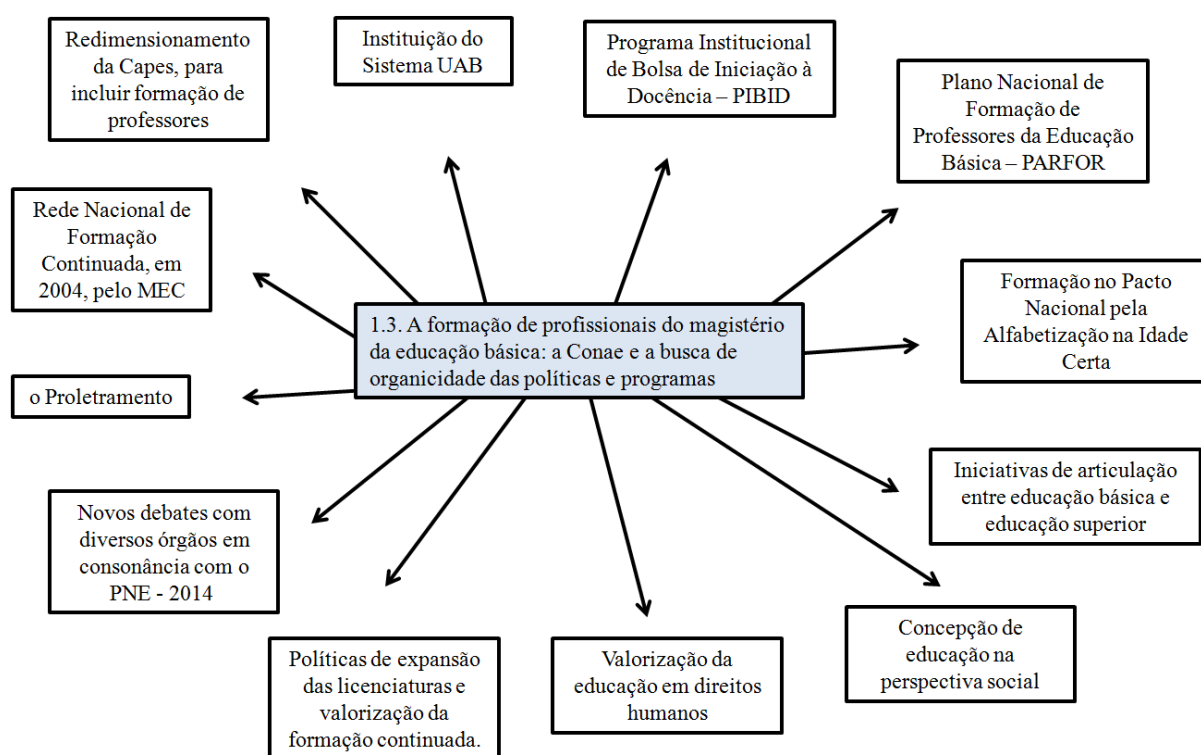 Redimensionamento
da Capes, para
incluir formação de
professores
Instituição do
Sistema UAB
Programa Institucional
de Bolsa de Iniciação à
Docência – PIBID
Plano Nacional de
Formação de
Professores da Educação
Básica – PARFOR
Rede Nacional de
Formação
Continuada, em
2004, pelo MEC
Formação no Pacto
Nacional pela
Alfabetização na Idade
Certa
1.3. A formação de profissionais do magistério
da educação básica: a Conae e a busca de
organicidade das políticas e programas
o Proletramento
Iniciativas de articulação
entre educação básica e
educação superior
Novos debates com
diversos órgãos em
consonância com o
PNE - 2014
Concepção de
educação na
perspectiva social
Políticas de expansão
das licenciaturas e
valorização da
formação continuada.
Valorização da
educação em direitos
humanos